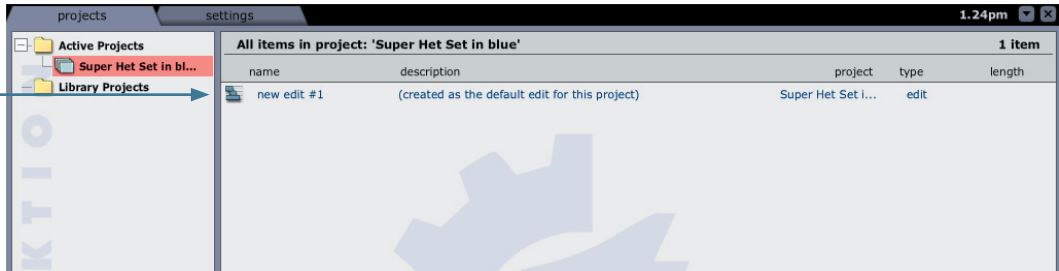 projects settings 1.24pm
Active Projects
Super Het Set in bl...
Library Projects
All items in project: 'Super Het Set in blue' 1 item
name description project type length
new edit #1 (created as the default edit for this project) Super Het Set i... edit
KTION